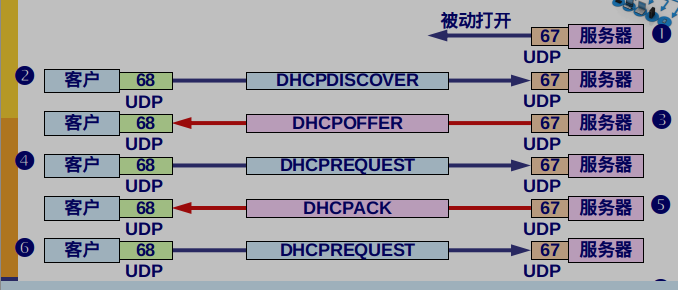 被动打开
67 服务器 ❶
UDP
❷ 客户 68 DHCPDISCOVER 67 服务器
UDP UDP
客户 68 DHCPOFFER 67 服务器 ❸
UDP UDP
❹ 客户 68 DHCPREQUEST 67 服务器
UDP UDP
客户 68 DHCPACK 67 服务器 ❺
UDP UDP
❻ 客户 68 DHCPREQUEST 67 服务器
UDP UDP